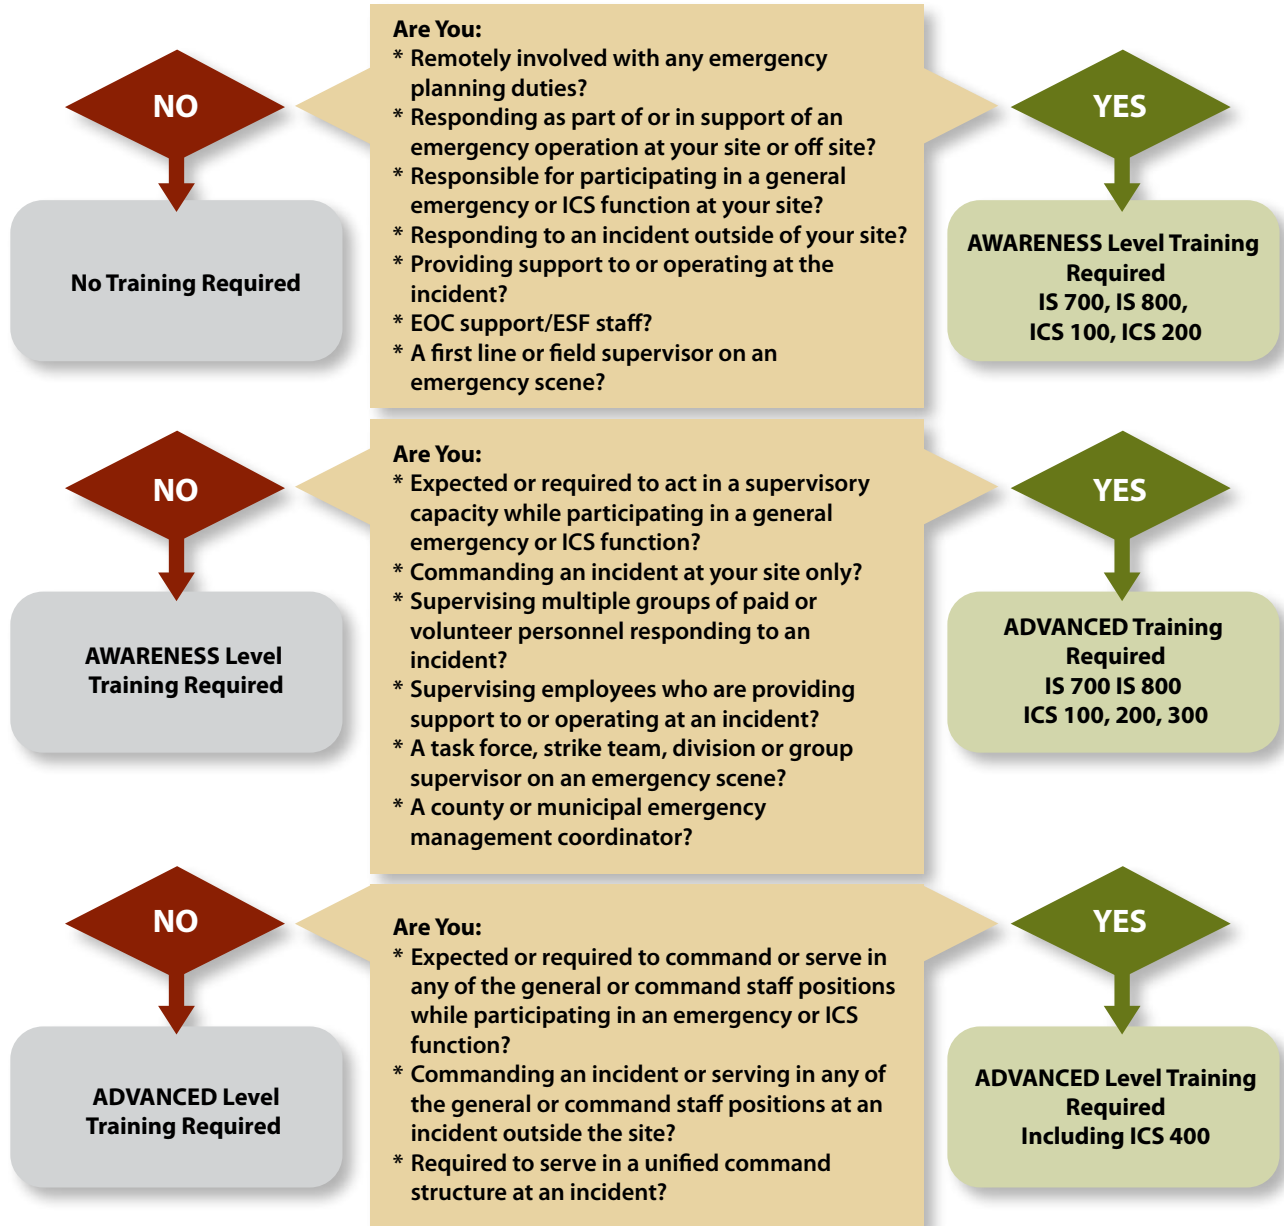 NO
No Training Required
Are You:
* Remotely involved with any emergency
planning duties?
* Responding as part of or in support of an
emergency operation at your site or off site?
* Responsible for participating in a general
emergency or ICS function at your site?
* Responding to an incident outside of your site?
* Providing support to or operating at the
incident?
* EOC support/ESF staff?
* A first line or field supervisor on an
emergency scene?
YES
AWARENESS Level Training
Required
IS 700, IS 800,
ICS 100, ICS 200
NO
AWARENESS Level
Training Required
Are You:
* Expected or required to act in a supervisory
capacity while participating in a general
emergency or ICS function?
* Commanding an incident at your site only?
* Supervising multiple groups of paid or
volunteer personnel responding to an
incident?
* Supervising employees who are providing
support to or operating at an incident?
* A task force, strike team, division or group
supervisor on an emergency scene?
* A county or municipal emergency
management coordinator?
YES
ADVANCED Training
Required
IS 700 IS 800
ICS 100, 200, 300
NO
ADVANCED Level
Training Required
Are You:
* Expected or required to command or serve in
any of the general or command staff positions
while participating in an emergency or ICS
function?
* Commanding an incident or serving in any of
the general or command staff positions at an
incident outside the site?
* Required to serve in a unified command
structure at an incident?
YES
ADVANCED Level Training
Required
Including ICS 400